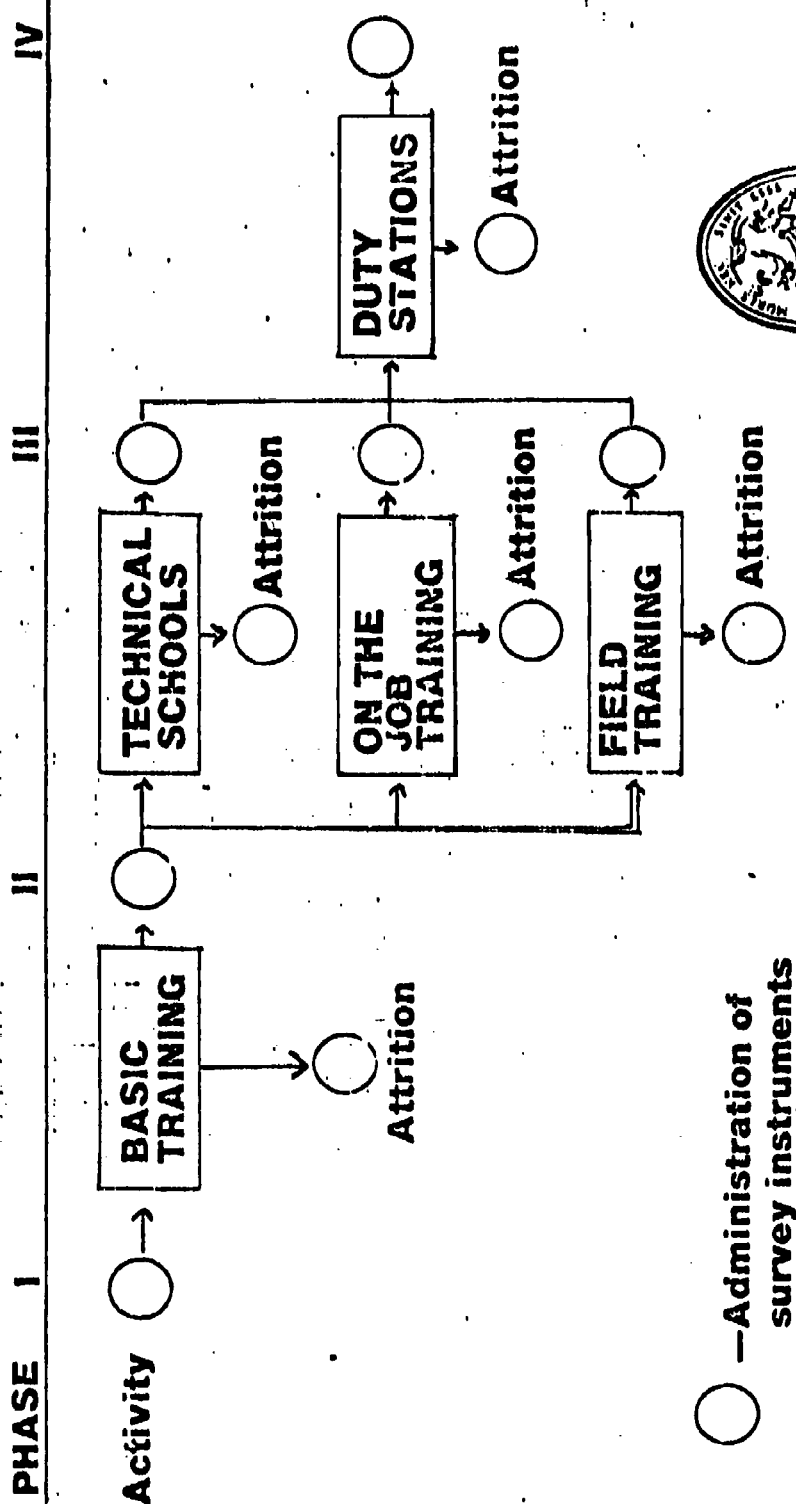 PHASE I II III IV
Activity
BASIC
TRAINING
Attrition
TECHNICAL
SCHOOLS
Attrition
ON THE
JOB
TRAINING
Attrition
FIELD
TRAINING
Attrition
DUTY
STATIONS
Attrition
—Administration of
survey instruments